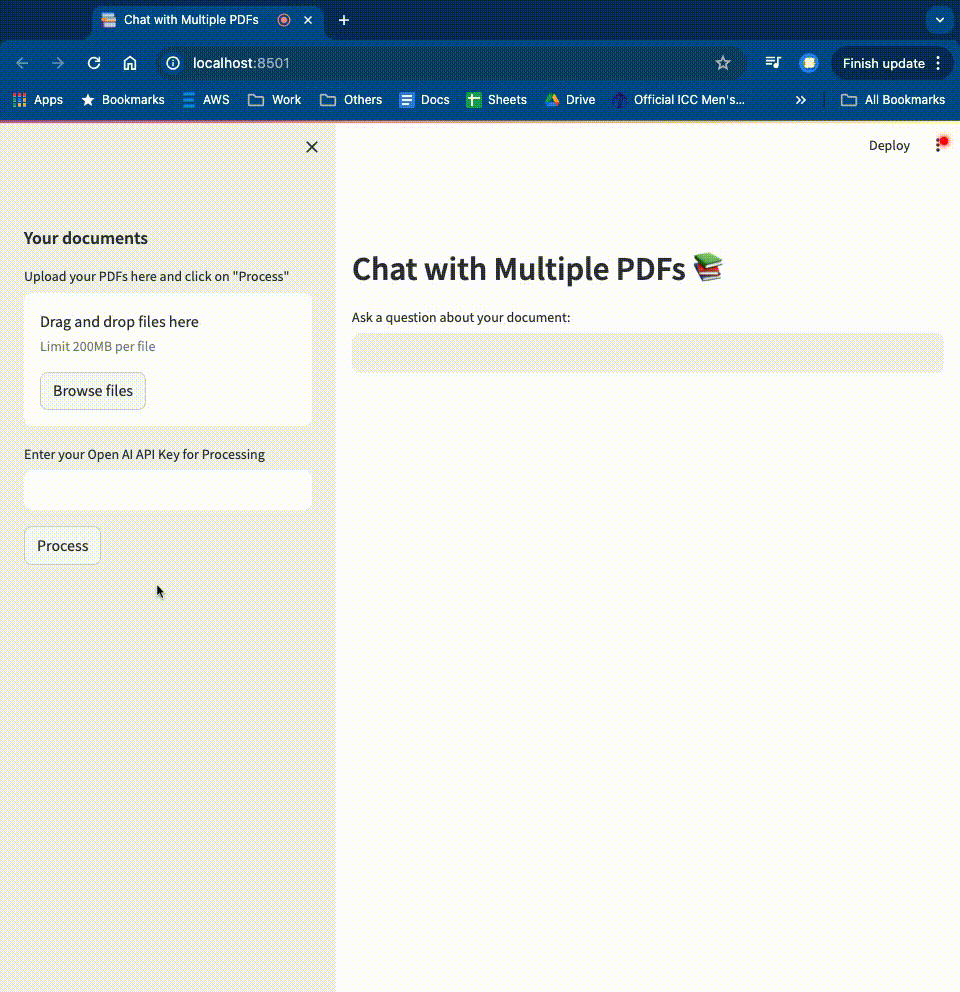 Chat with Multiple PDFs
localhost:8501
Finish update
Apps
Bookmarks
AWS
Work
Others
Docs
Sheets
Drive
Official ICC Men's...
All Bookmarks
Deploy
Your documents
Upload your PDFs here and click on "Process"
Drag and drop files here
Limit 200MB per file
Browse files
Enter your Open AI API Key for Processing
Process
Chat with Multiple PDFs
Ask a question about your document: